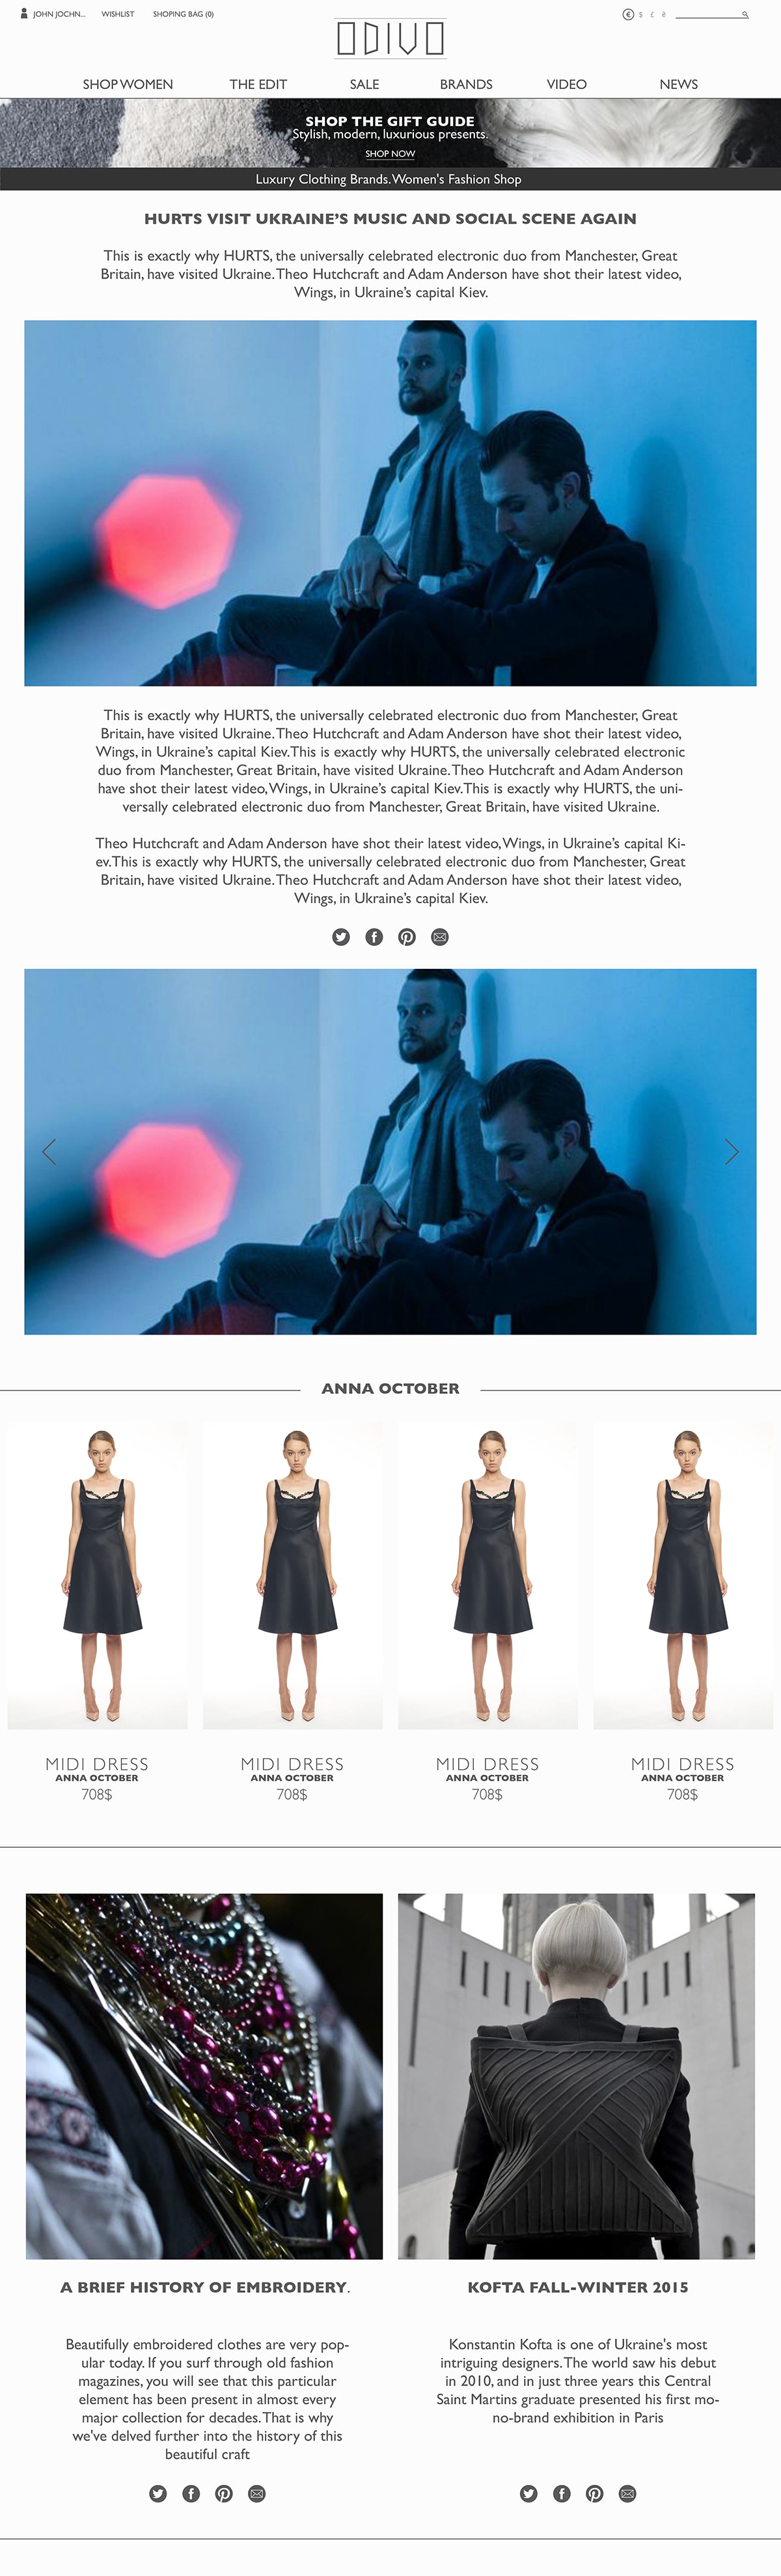 JOHN JOCHN... WISHLIST SHOPING BAG (0) € $ £ ₴
ODIVO
SHOP WOMEN THE EDIT SALE BRANDS VIDEO NEWS
SHOP THE GIFT GUIDE
Stylish, modern, luxurious presents.
SHOP NOW
Luxury Clothing Brands. Women's Fashion Shop
HURTS VISIT UKRAINE'S MUSIC AND SOCIAL SCENE AGAIN
This is exactly why HURTS, the universally celebrated electronic duo from Manchester, Great
Britain, have visited Ukraine. Theo Hutchcraft and Adam Anderson have shot their latest video,
Wings, in Ukraine's capital Kiev.
This is exactly why HURTS, the universally celebrated electronic duo from Manchester, Great
Britain, have visited Ukraine. Theo Hutchcraft and Adam Anderson have shot their latest video,
Wings, in Ukraine's capital Kiev. This is exactly why HURTS, the universally celebrated electronic
duo from Manchester, Great Britain, have visited Ukraine. Theo Hutchcraft and Adam Anderson
have shot their latest video, Wings, in Ukraine's capital Kiev. This is exactly why HURTS, the uni-
versally celebrated electronic duo from Manchester, Great Britain, have visited Ukraine.
Theo Hutchcraft and Adam Anderson have shot their latest video, Wings, in Ukraine's capital Ki-
ev. This is exactly why HURTS, the universally celebrated electronic duo from Manchester, Great
Britain, have visited Ukraine. Theo Hutchcraft and Adam Anderson have shot their latest video,
Wings, in Ukraine's capital Kiev.
ANNA OCTOBER
MIDI DRESS MIDI DRESS MIDI DRESS MIDI DRESS
ANNA OCTOBER ANNA OCTOBER ANNA OCTOBER ANNA OCTOBER
708$ 708$ 708$ 708$
A BRIEF HISTORY OF EMBROIDERY.
Beautifully embroidered clothes are very pop-
ular today. If you surf through old fashion
magazines, you will see that this particular
element has been present in almost every
major collection for decades. That is why
we've delved further into the history of this
beautiful craft
KOFTA FALL-WINTER 2015
Konstantin Kofta is one of Ukraine's most
intriguing designers. The world saw his debut
in 2010, and in just three years this Central
Saint Martins graduate presented his first mo-
no-brand exhibition in Paris